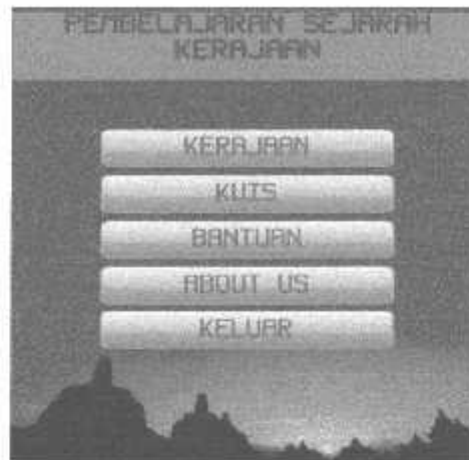 PEMBELAJARAN SEJARAH
KERAJAAN
KERAJAAN
KUIS
BANTUAN
ABOUT US
KELUAR